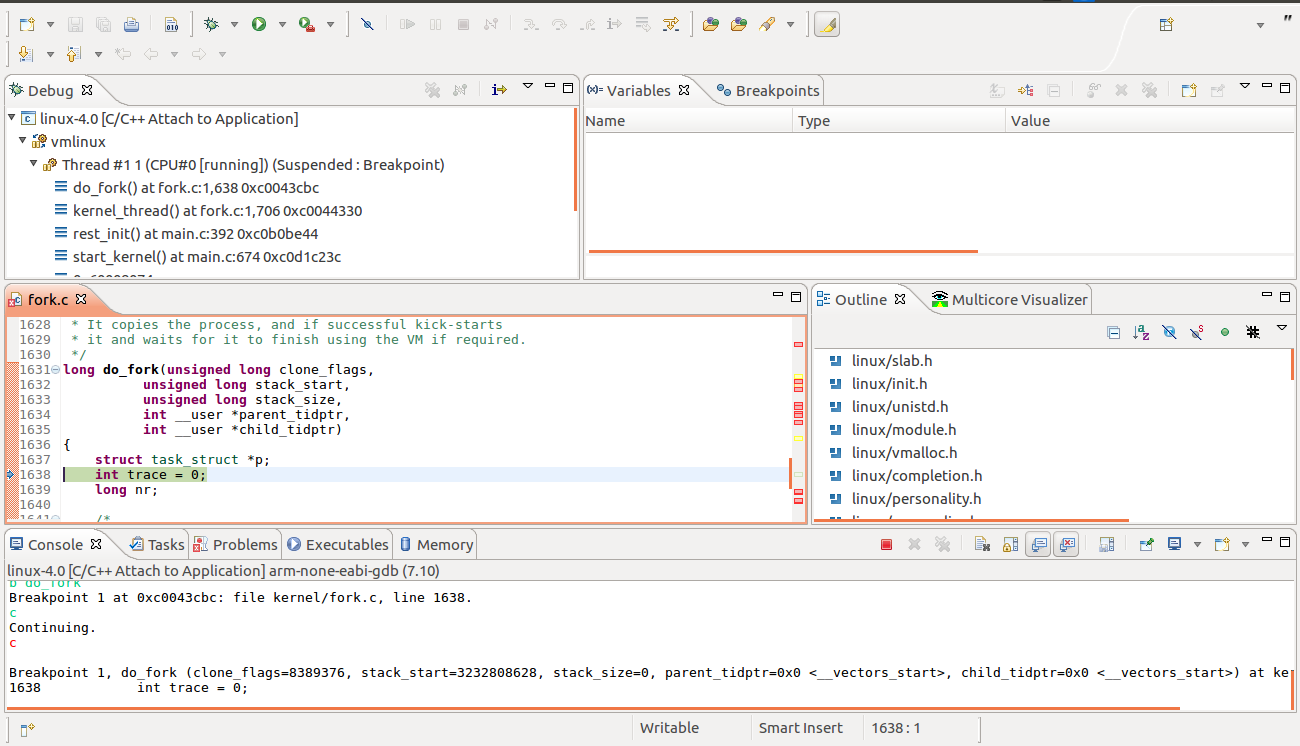 Debug
linux-4.0 [C/C++ Attach to Application]
vmlinux
Thread #1 1 (CPU#0 [running]) (Suspended : Breakpoint)
do_fork() at fork.c:1,638 0xc0043cbc
kernel_thread() at fork.c:1,706 0xc0044330
rest_init() at main.c:392 0xc0b0be44
start_kernel() at main.c:674 0xc0d1c23c
(x)= Variables
Breakpoints
Name Type Value
fork.c
1628 * It copies the process, and if successful kick-starts
1629 * it and waits for it to finish using the VM if required.
1630 */
1631 long do_fork(unsigned long clone_flags,
1632 unsigned long stack_start,
1633 unsigned long stack_size,
1634 int __user *parent_tidptr,
1635 int __user *child_tidptr)
1636 {
1637 struct task_struct *p;
1638 int trace = 0;
1639 long nr;
1640
1641 /*
Outline
Multicore Visualizer
linux/slab.h
linux/init.h
linux/unistd.h
linux/module.h
linux/vmalloc.h
linux/completion.h
linux/personality.h
Console
Tasks
Problems
Executables
Memory
linux-4.0 [C/C++ Attach to Application] arm-none-eabi-gdb (7.10)
b do_fork
Breakpoint 1 at 0xc0043cbc: file kernel/fork.c, line 1638.
c
Continuing.
c
Breakpoint 1, do_fork (clone_flags=8389376, stack_start=3232808628, stack_size=0, parent_tidptr=0x0 <__vectors_start>, child_tidptr=0x0 <__vectors_start>) at ke
1638 int trace = 0;
Writable
Smart Insert
1638 : 1